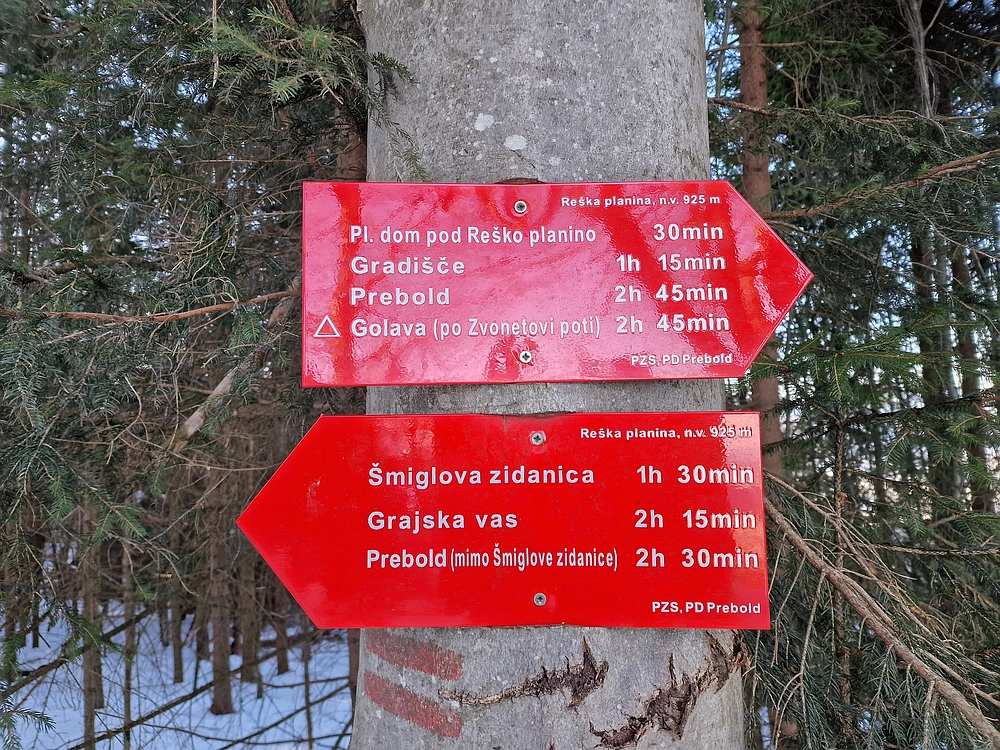 Reška planina, n.v. 925 m
Pl. dom pod Reško planino 30min
Gradišče 1h 15min
Prebold 2h 45min
Golava (po Zvonetovi poti) 2h 45min
PZS, PD Prebold
Reška planina, n.v. 925 m
Šmiglova zidanica 1h 30min
Grajska vas 2h 15min
Prebold (mimo Šmiglove zidanice) 2h 30min
PZS, PD Prebold